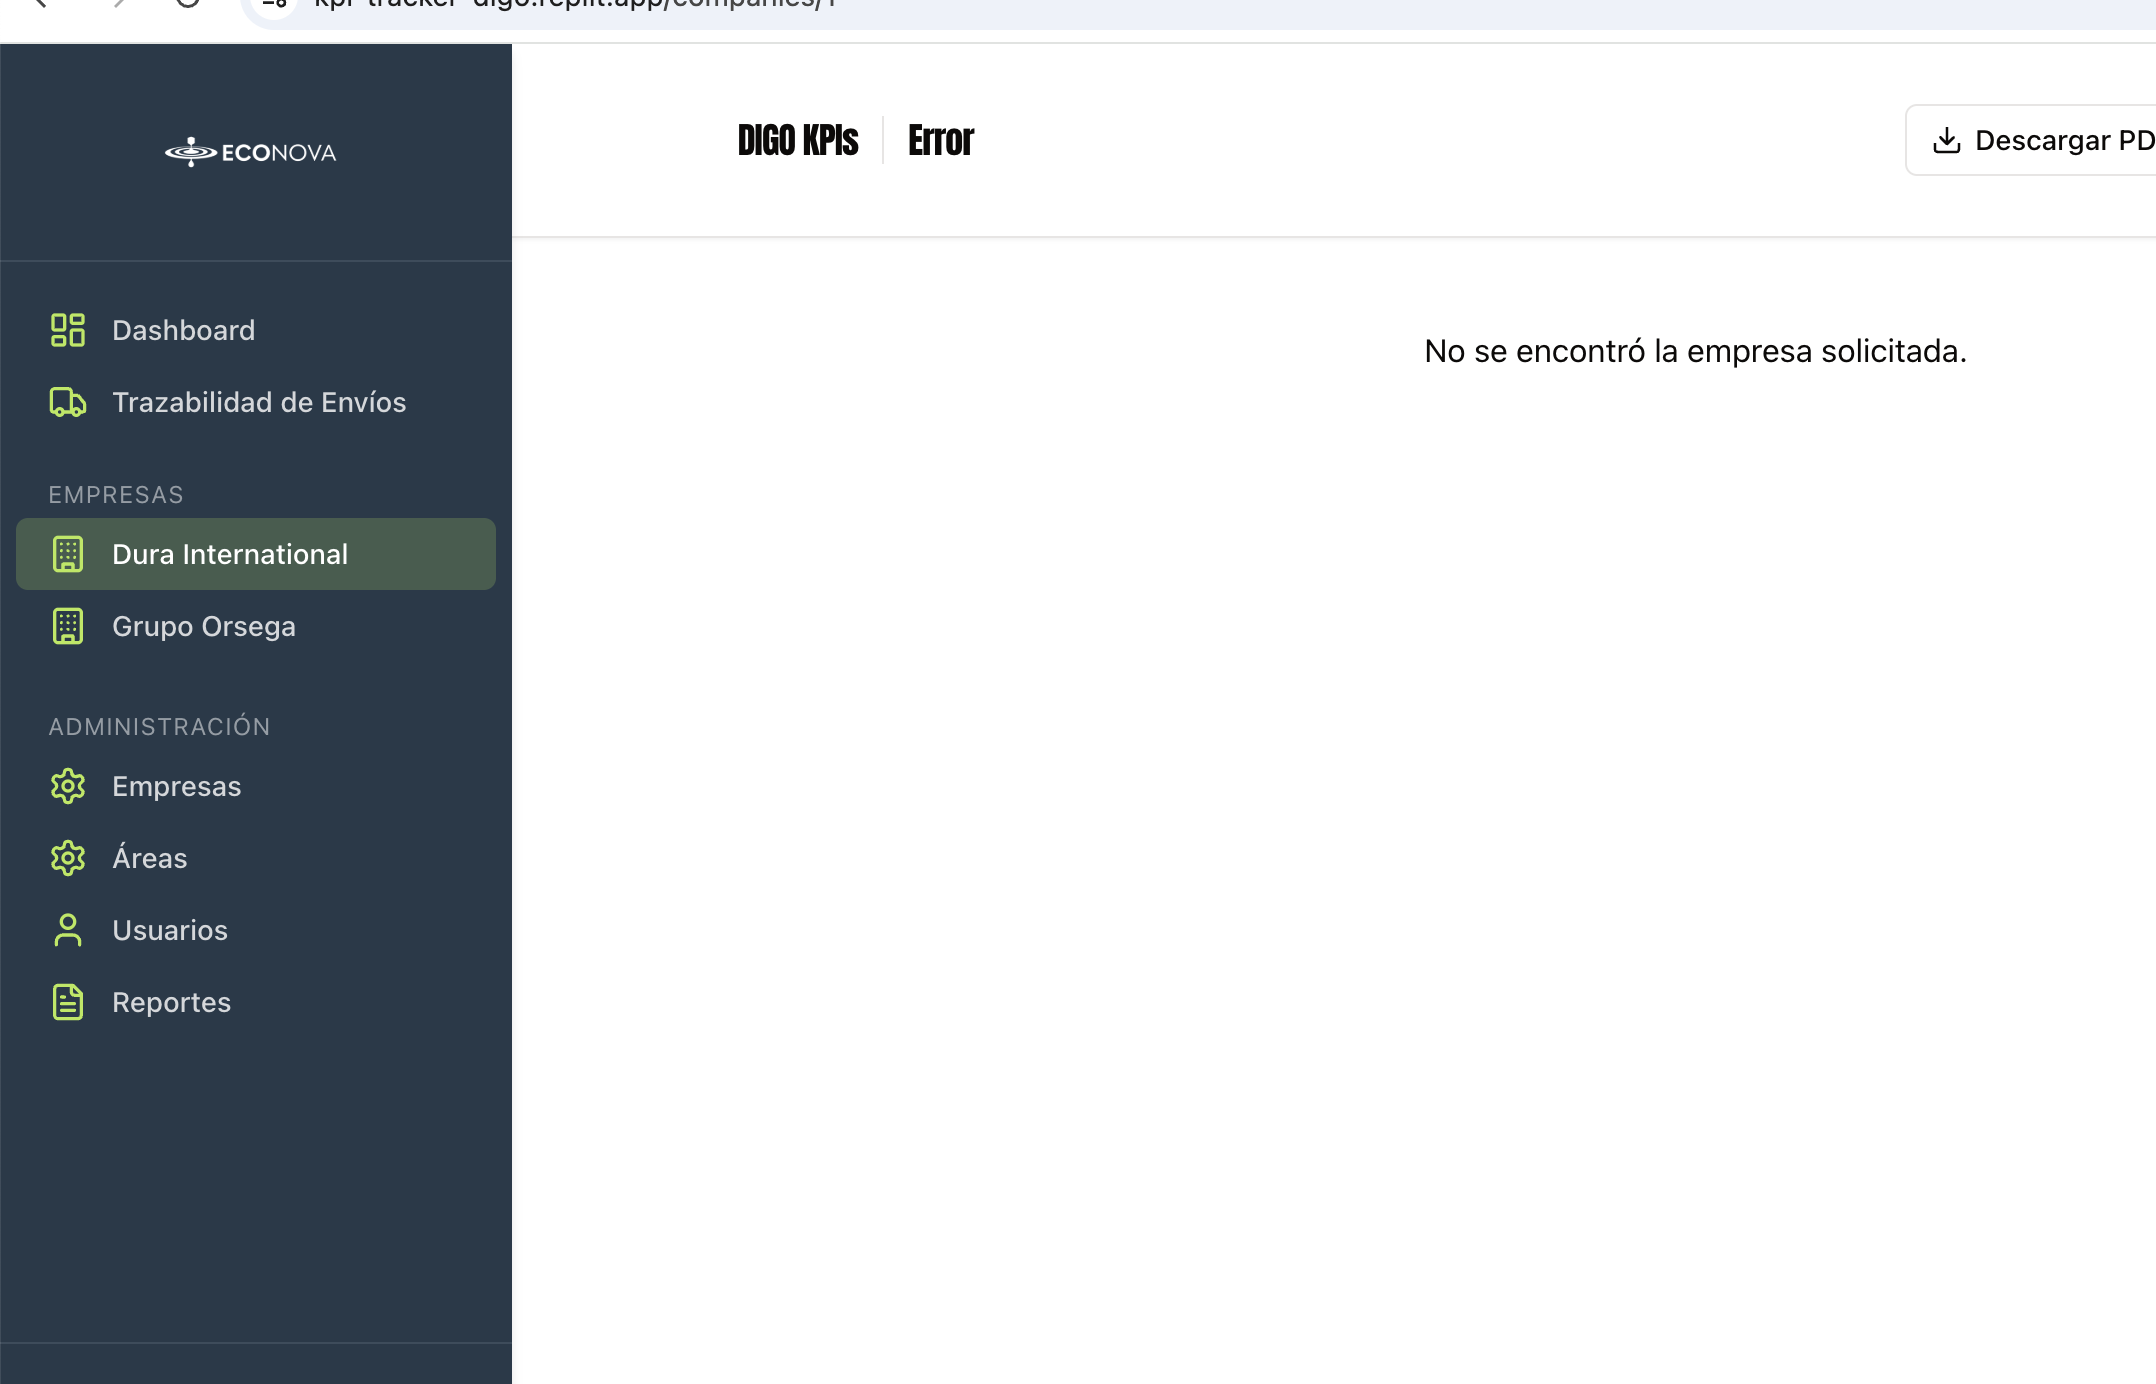 kpi-tracker-digo.replit.app/companies/1
ECONOVA
DIGO KPIs
Error
Descargar PD
Dashboard
Trazabilidad de Envíos
EMPRESAS
Dura International
Grupo Orsega
ADMINISTRACIÓN
Empresas
Áreas
Usuarios
Reportes
No se encontró la empresa solicitada.